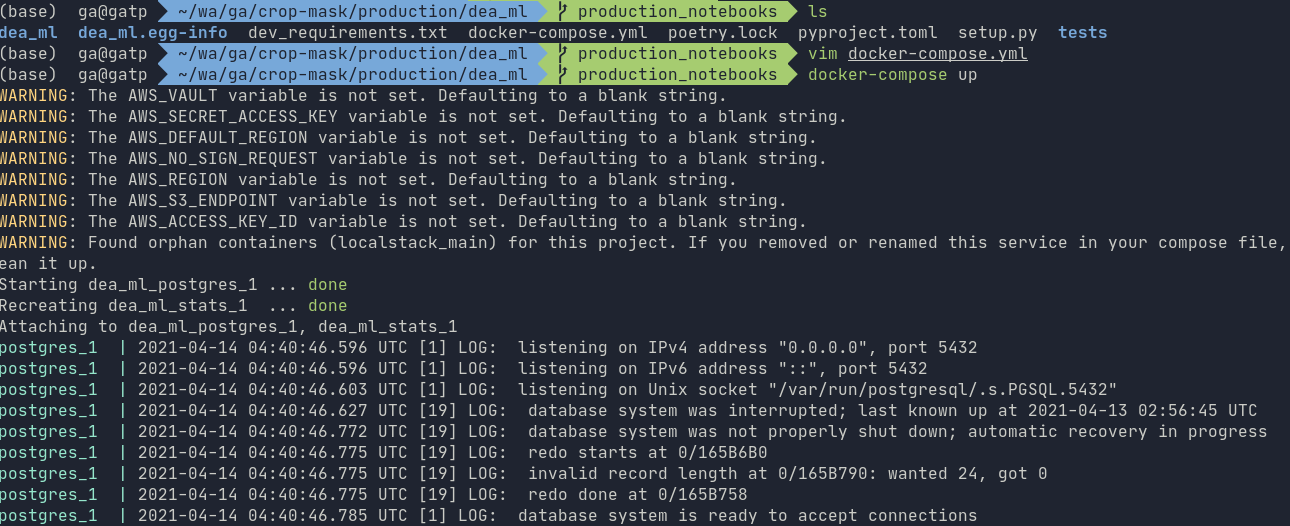 (base) ga@gatp ~/wa/ga/crop-mask/production/dea_ml production_notebooks ls
dea_ml dea_ml.egg-info dev_requirements.txt docker-compose.yml poetry.lock pyproject.toml setup.py tests
(base) ga@gatp ~/wa/ga/crop-mask/production/dea_ml production_notebooks vim docker-compose.yml
(base) ga@gatp ~/wa/ga/crop-mask/production/dea_ml production_notebooks docker-compose up
WARNING: The AWS_VAULT variable is not set. Defaulting to a blank string.
WARNING: The AWS_SECRET_ACCESS_KEY variable is not set. Defaulting to a blank string.
WARNING: The AWS_DEFAULT_REGION variable is not set. Defaulting to a blank string.
WARNING: The AWS_NO_SIGN_REQUEST variable is not set. Defaulting to a blank string.
WARNING: The AWS_REGION variable is not set. Defaulting to a blank string.
WARNING: The AWS_S3_ENDPOINT variable is not set. Defaulting to a blank string.
WARNING: The AWS_ACCESS_KEY_ID variable is not set. Defaulting to a blank string.
WARNING: Found orphan containers (localstack_main) for this project. If you removed or renamed this service in your compose file,
ean it up.
Starting dea_ml_postgres_1 ... done
Recreating dea_ml_stats_1  ... done
Attaching to dea_ml_postgres_1, dea_ml_stats_1
postgres_1  | 2021-04-14 04:40:46.596 UTC [1] LOG:  listening on IPv4 address "0.0.0.0", port 5432
postgres_1  | 2021-04-14 04:40:46.596 UTC [1] LOG:  listening on IPv6 address "::", port 5432
postgres_1  | 2021-04-14 04:40:46.603 UTC [1] LOG:  listening on Unix socket "/var/run/postgresql/.s.PGSQL.5432"
postgres_1  | 2021-04-14 04:40:46.627 UTC [19] LOG:  database system was interrupted; last known up at 2021-04-13 02:56:45 UTC
postgres_1  | 2021-04-14 04:40:46.772 UTC [19] LOG:  database system was not properly shut down; automatic recovery in progress
postgres_1  | 2021-04-14 04:40:46.775 UTC [19] LOG:  redo starts at 0/165B6B0
postgres_1  | 2021-04-14 04:40:46.775 UTC [19] LOG:  invalid record length at 0/165B790: wanted 24, got 0
postgres_1  | 2021-04-14 04:40:46.775 UTC [19] LOG:  redo done at 0/165B758
postgres_1  | 2021-04-14 04:40:46.785 UTC [1] LOG:  database system is ready to accept connections